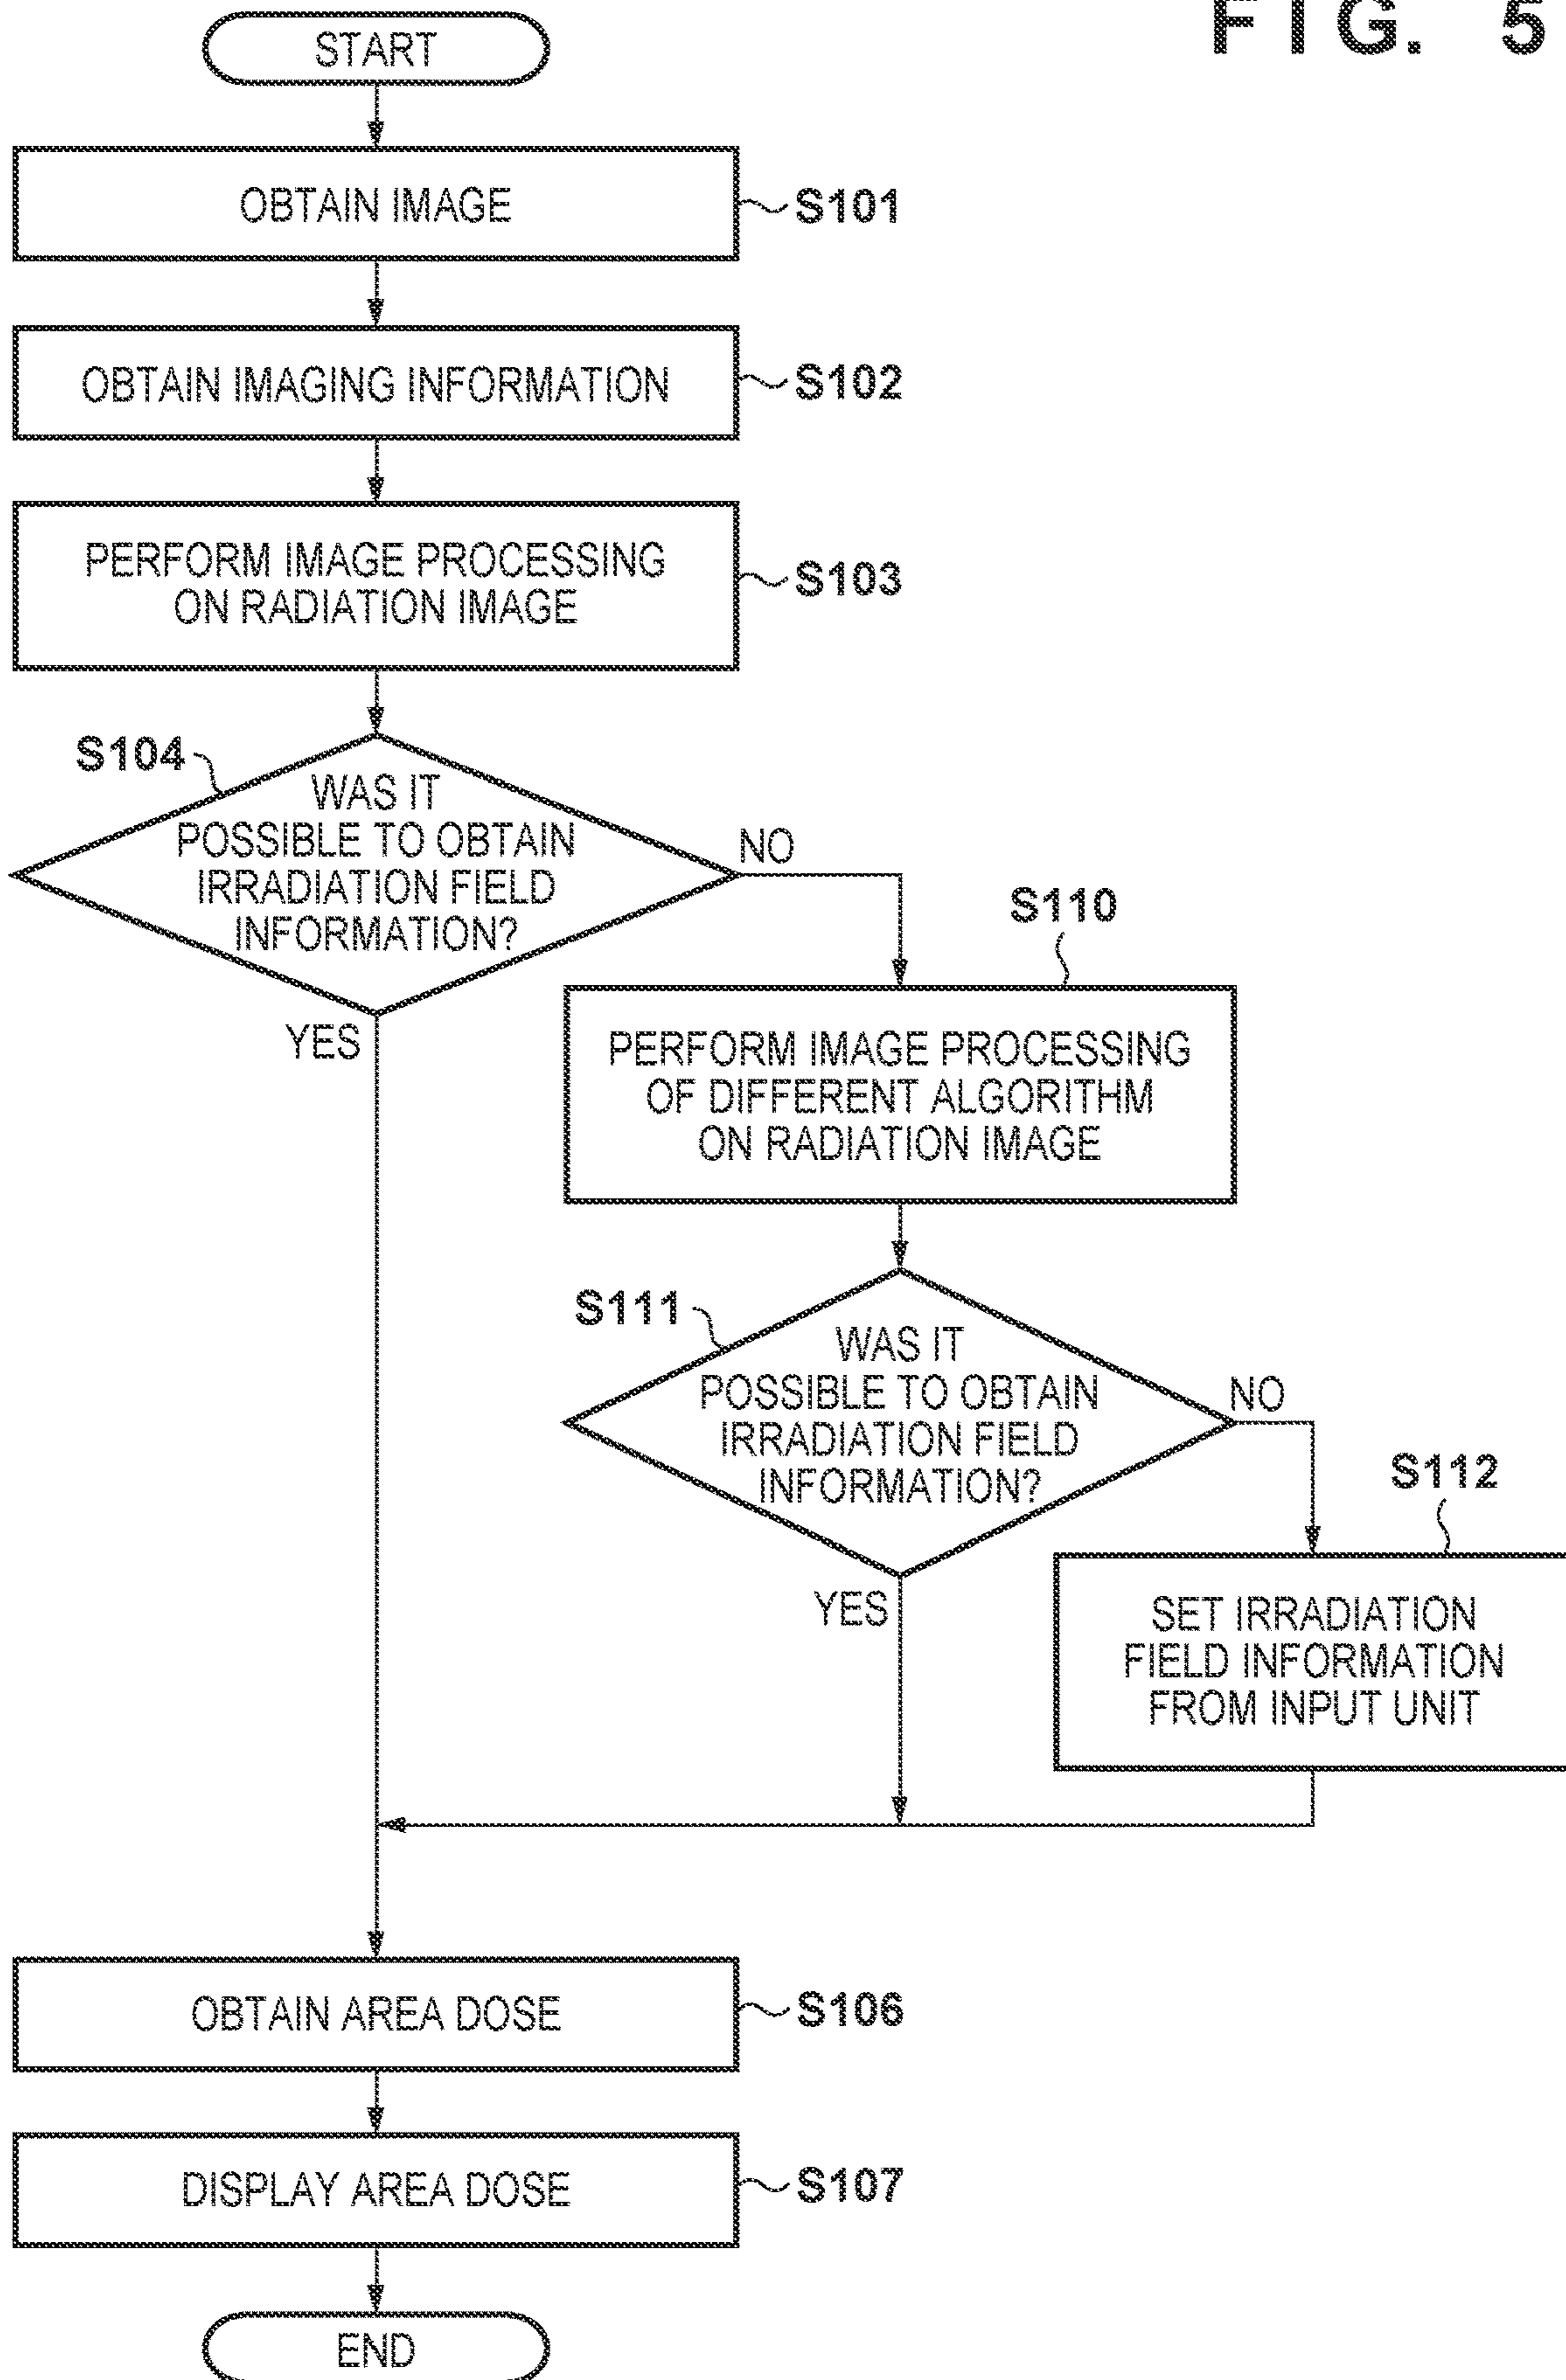 FIG. 5
START
OBTAIN IMAGE
S101
OBTAIN IMAGING INFORMATION
S102
PERFORM IMAGE PROCESSING
ON RADIATION IMAGE
S103
S104
WAS IT
POSSIBLE TO OBTAIN
IRRADIATION FIELD
INFORMATION?
NO
YES
S110
PERFORM IMAGE PROCESSING
OF DIFFERENT ALGORITHM
ON RADIATION IMAGE
S111
WAS IT
POSSIBLE TO OBTAIN
IRRADIATION FIELD
INFORMATION?
NO
YES
S112
SET IRRADIATION
FIELD INFORMATION
FROM INPUT UNIT
OBTAIN AREA DOSE
S106
DISPLAY AREA DOSE
S107
END